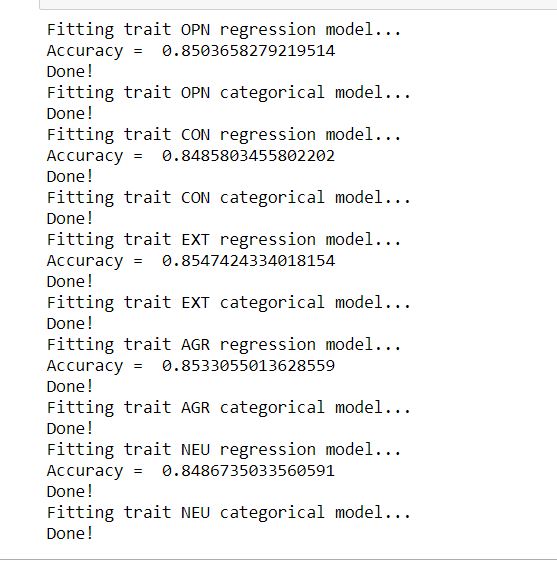 Fitting trait OPN regression model...
Accuracy =  0.8503658279219514
Done!
Fitting trait OPN categorical model...
Done!
Fitting trait CON regression model...
Accuracy =  0.8485803455802202
Done!
Fitting trait CON categorical model...
Done!
Fitting trait EXT regression model...
Accuracy =  0.8547424334018154
Done!
Fitting trait EXT categorical model...
Done!
Fitting trait AGR regression model...
Accuracy =  0.8533055013628559
Done!
Fitting trait AGR categorical model...
Done!
Fitting trait NEU regression model...
Accuracy =  0.8486735033560591
Done!
Fitting trait NEU categorical model...
Done!